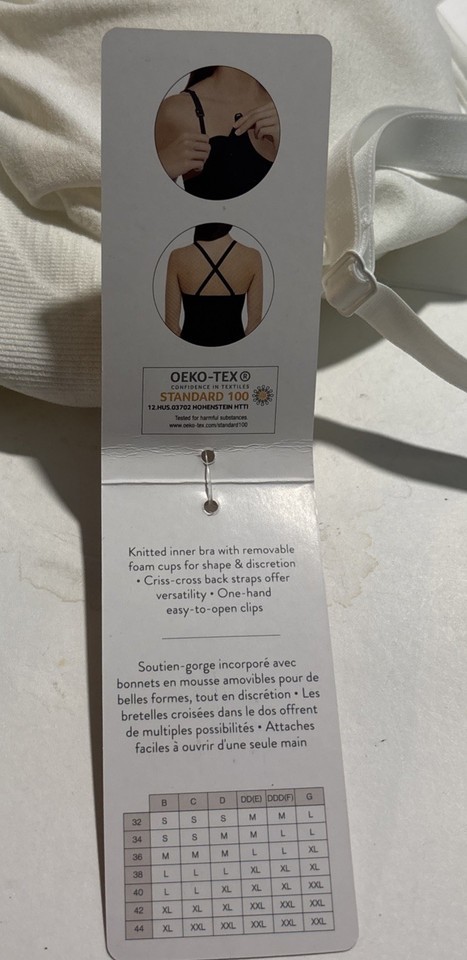 OEKO-TEX®
CONFIDENCE IN TEXTILES
STANDARD 100
12.HUS.03702 HOHENSTEIN HTTI
Tested for harmful substances.
www.oeko-tex.com/standard100
Knitted inner bra with removable
foam cups for shape & discretion
• Criss-cross back straps offer
versatility • One-hand
easy-to-open clips
Soutien-gorge incorporé avec
bonnets en mousse amovibles pour de
belles formes, tout en discrétion • Les
bretelles croisées dans le dos offrent
de multiples possibilités • Attaches
faciles à ouvrir d'une seule main
B C D DD(E) DDD(F) G
32 S S S M M L
34 S S M M L L
36 M M M L L XL
38 L L L XL XL XL
40 L L XL XL XL XXL
42 XL XL XL XXL XXL XXL
44 XL XXL XXL XXL XXL XXL